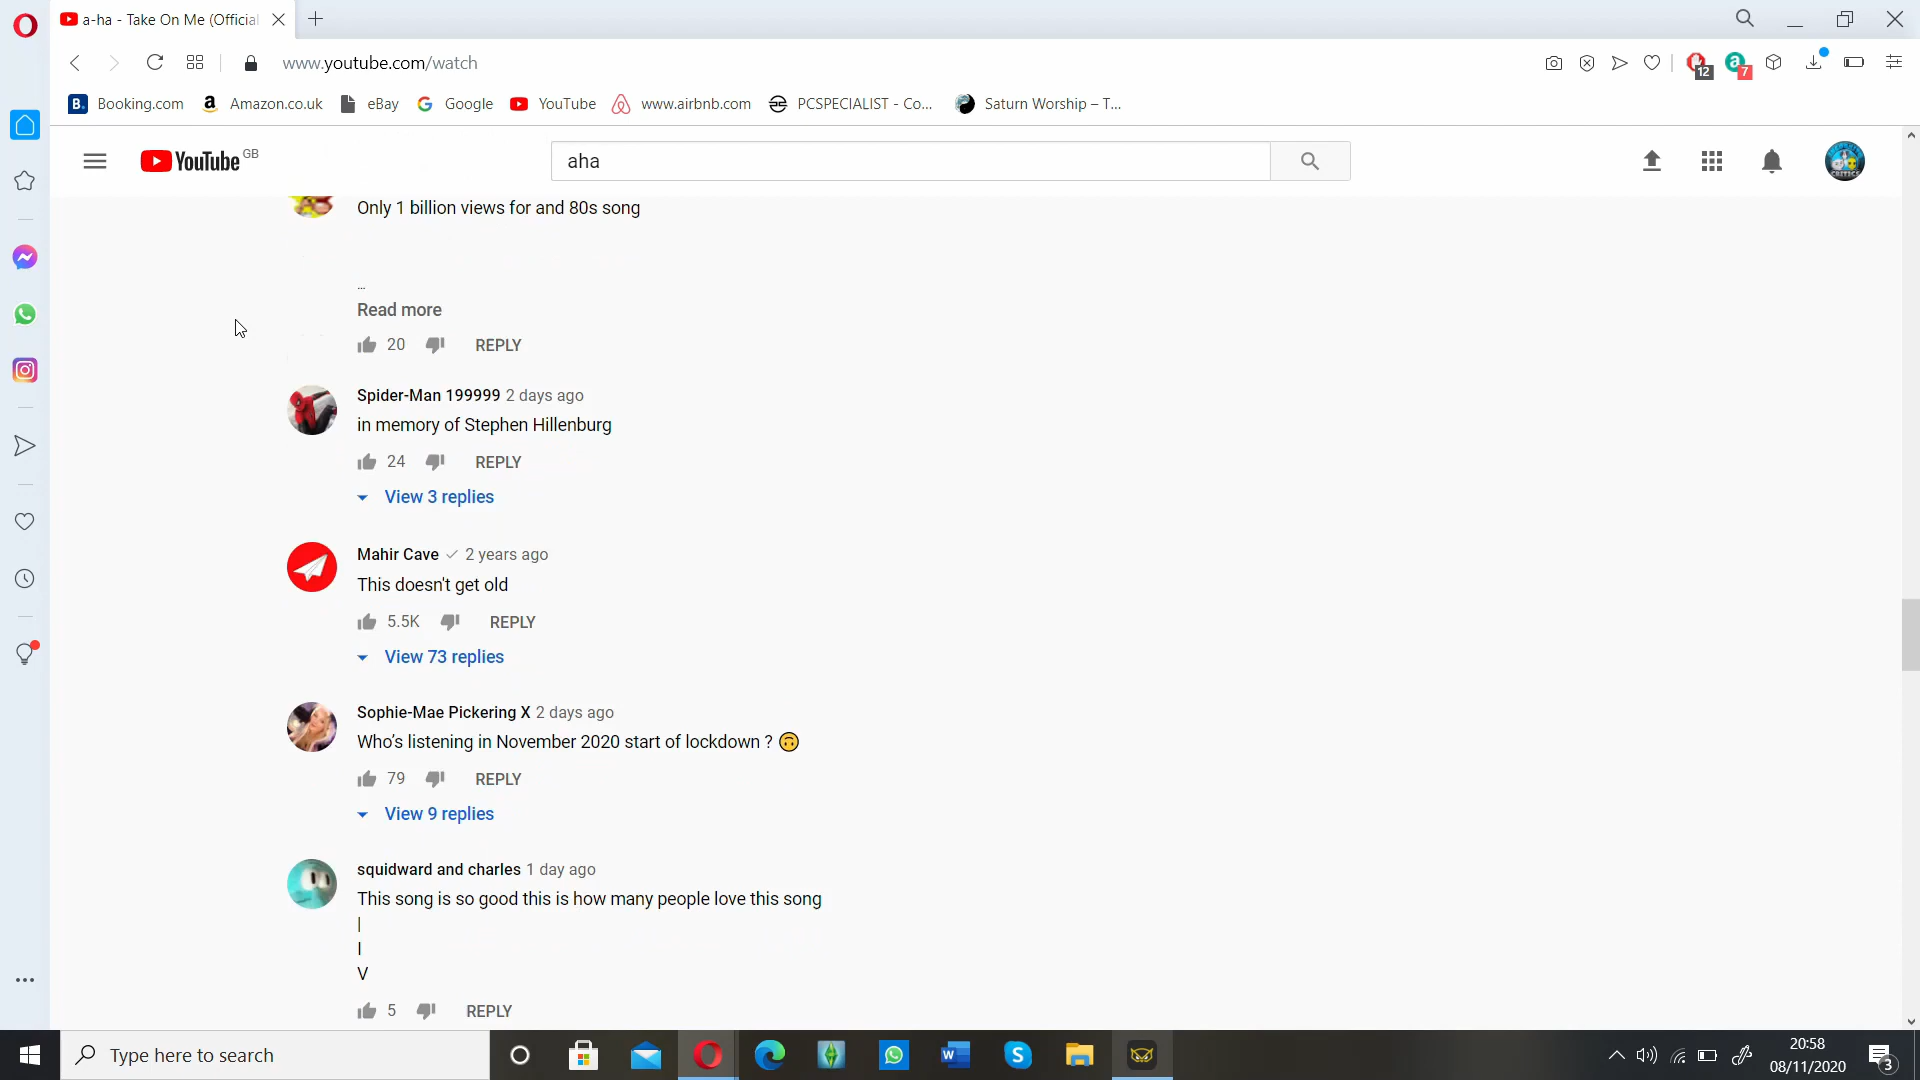 a-ha - Take On Me (Official
www.youtube.com/watch
12
7
B. Booking.com
a Amazon.co.uk
eBay
G Google
YouTube
www.airbnb.com
PCSPECIALIST - Co...
Saturn Worship – T...
YouTube GB
aha
Only 1 billion views for and 80s song
...
Read more
20 REPLY
Spider-Man 199999 2 days ago
in memory of Stephen Hillenburg
24 REPLY
View 3 replies
Mahir Cave 2 years ago
This doesn't get old
5.5K REPLY
View 73 replies
Sophie-Mae Pickering X 2 days ago
Who’s listening in November 2020 start of lockdown ? 🙃
79 REPLY
View 9 replies
squidward and charles 1 day ago
This song is so good this is how many people love this song
|
I
V
5 REPLY
Type here to search
20:58
08/11/2020
3